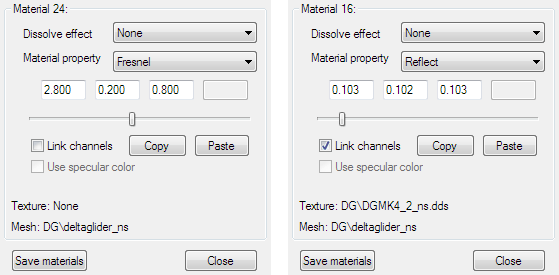 Material 24:
Dissolve effect None
Material property Fresnel
2.800 0.200 0.800
Link channels Copy Paste
Use specular color
Texture: None
Mesh: DG\deltaglider_ns
Save materials Close
Material 16:
Dissolve effect None
Material property Reflect
0.103 0.102 0.103
Link channels Copy Paste
Use specular color
Texture: DG\DGMK4_2_ns.dds
Mesh: DG\deltaglider_ns
Save materials Close